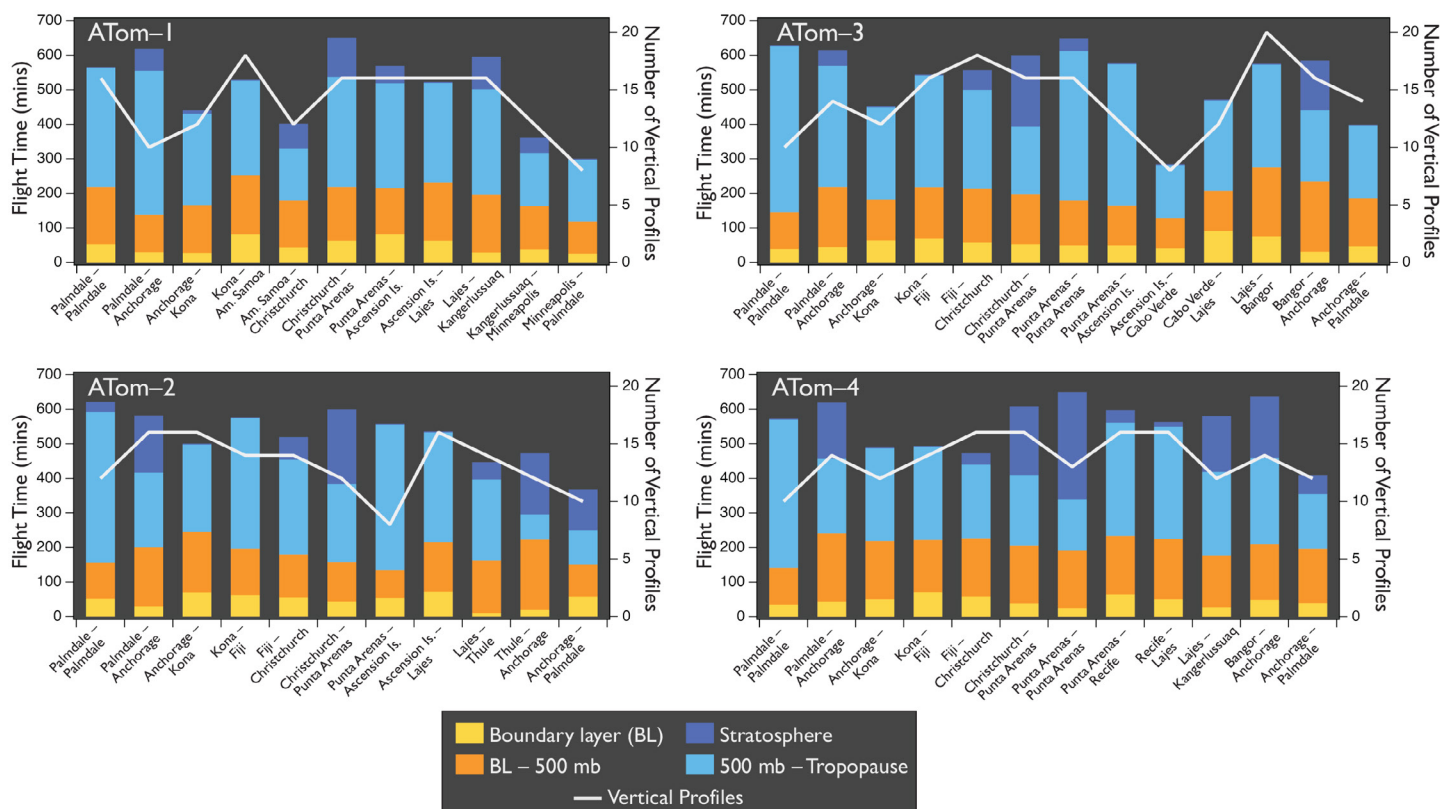 ATom–1
700
600
500
400
300
200
100
0
Flight Time (mins)
20
15
10
5
0
Number of Vertical Profiles
Palmdale –
Palmdale
Palmdale –
Anchorage
Anchorage –
Kona
Kona –
Am. Samoa
Am. Samoa –
Christchurch
Christchurch –
Punta Arenas
Punta Arenas –
Ascension Is.
Ascension Is. –
Lajes
Lajes –
Kangerlussuaq
Kangerlussuaq –
Minneapolis
Minneapolis –
Palmdale
ATom–3
700
600
500
400
300
200
100
0
Flight Time (mins)
20
15
10
5
0
Number of Vertical Profiles
Palmdale –
Palmdale
Palmdale –
Anchorage
Anchorage –
Kona
Kona –
Fiji
Fiji –
Christchurch
Christchurch –
Punta Arenas
Punta Arenas –
Punta Arenas
Punta Arenas –
Ascension Is.
Ascension Is. –
Cabo Verde
Cabo Verde –
Lajes
Lajes –
Bangor
Bangor –
Anchorage
Anchorage –
Palmdale
ATom–2
700
600
500
400
300
200
100
0
Flight Time (mins)
20
15
10
5
0
Number of Vertical Profiles
Palmdale –
Palmdale
Palmdale –
Anchorage
Anchorage –
Kona
Kona –
Fiji
Fiji –
Christchurch
Christchurch –
Punta Arenas
Punta Arenas –
Ascension Is.
Ascension Is. –
Lajes
Lajes –
Thule
Thule –
Anchorage
Anchorage –
Palmdale
ATom–4
700
600
500
400
300
200
100
0
Flight Time (mins)
20
15
10
5
0
Number of Vertical Profiles
Palmdale –
Palmdale
Palmdale –
Anchorage
Anchorage –
Kona
Kona –
Fiji
Fiji –
Christchurch
Christchurch –
Punta Arenas
Punta Arenas –
Punta Arenas
Punta Arenas –
Recife
Recife –
Lajes
Lajes –
Kangerlussuaq
Bangor –
Anchorage
Anchorage –
Palmdale
Boundary layer (BL)
Stratosphere
BL – 500 mb
500 mb – Tropopause
Vertical Profiles